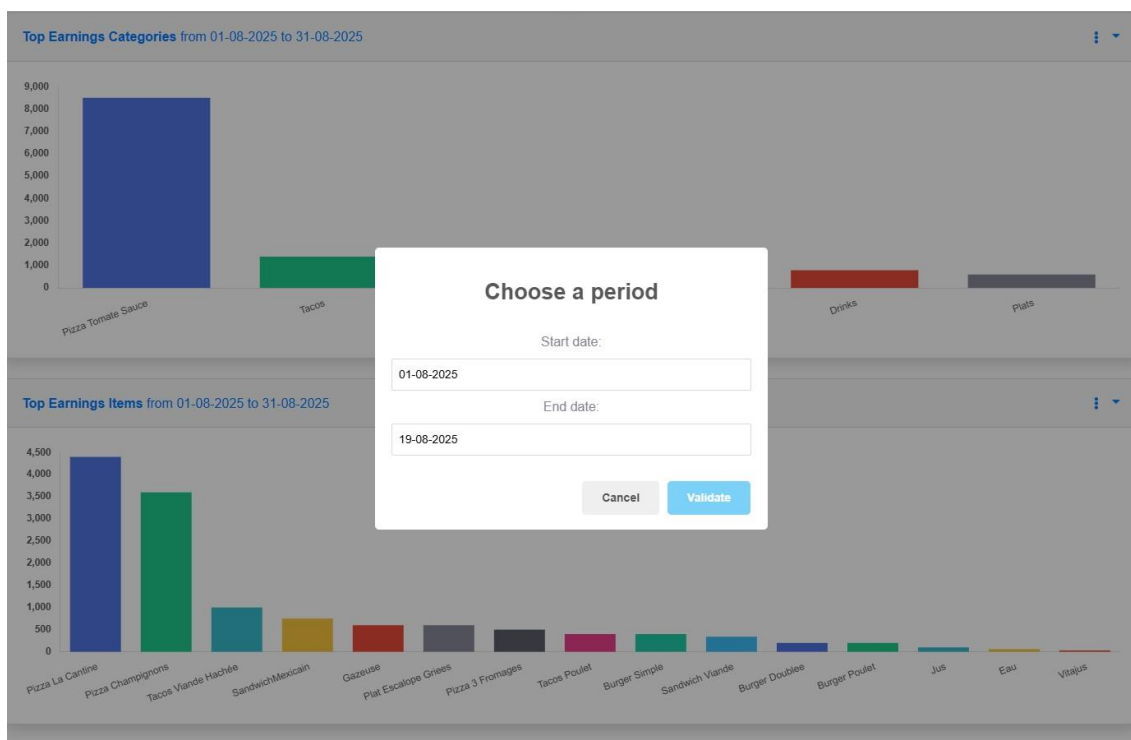 Top Earnings Categories from 01-08-2025 to 31-08-2025
9,000
8,000
7,000
6,000
5,000
4,000
3,000
2,000
1,000
0
Pizza Tomate Sauce
Tacos
Drinks
Plats
Choose a period
Start date:
01-08-2025
End date:
19-08-2025
Cancel
Validate
Top Earnings Items from 01-08-2025 to 31-08-2025
4,500
4,000
3,500
3,000
2,500
2,000
1,500
1,000
500
0
Pizza La Cantine
Pizza Champignons
Tacos Viande Hachée
SandwichMexicain
Gazeuse
Plat Escalope Griees
Pizza 3 Fromages
Tacos Poulet
Burger Simple
Sandwich Viande
Burger Doublee
Burger Poulet
Jus
Eau
Vitajus